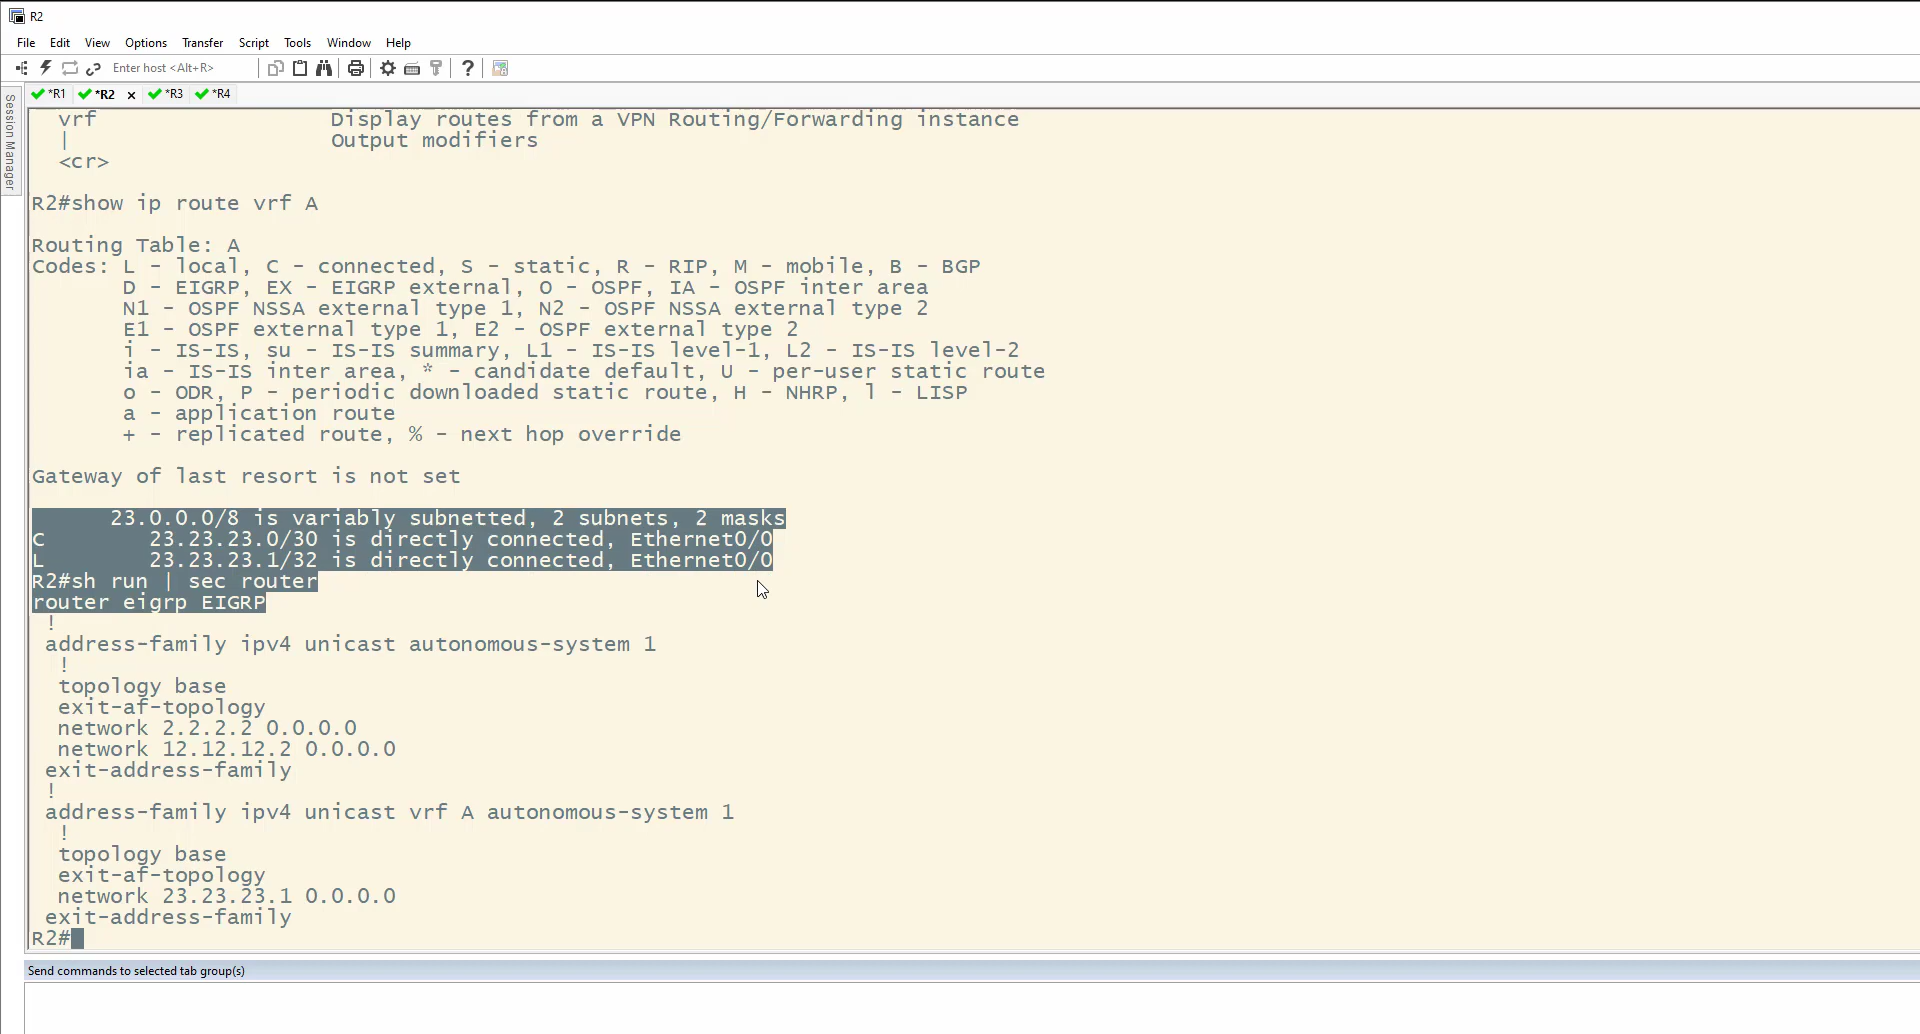 R2
File Edit View Options Transfer Script Tools Window Help
Enter host <Alt+R>
*R1 *R2 x *R3 *R4
Session Manager
vrf Display routes from a VPN Routing/Forwarding instance
| Output modifiers
<cr>
R2#show ip route vrf A
Routing Table: A
Codes: L - local, C - connected, S - static, R - RIP, M - mobile, B - BGP
D - EIGRP, EX - EIGRP external, O - OSPF, IA - OSPF inter area
N1 - OSPF NSSA external type 1, N2 - OSPF NSSA external type 2
E1 - OSPF external type 1, E2 - OSPF external type 2
i - IS-IS, su - IS-IS summary, L1 - IS-IS level-1, L2 - IS-IS level-2
ia - IS-IS inter area, * - candidate default, U - per-user static route
o - ODR, P - periodic downloaded static route, H - NHRP, l - LISP
a - application route
+ - replicated route, % - next hop override
Gateway of last resort is not set
23.0.0.0/8 is variably subnetted, 2 subnets, 2 masks
C 23.23.23.0/30 is directly connected, Ethernet0/0
L 23.23.23.1/32 is directly connected, Ethernet0/0
R2#sh run | sec router
router eigrp EIGRP
!
address-family ipv4 unicast autonomous-system 1
!
topology base
exit-af-topology
network 2.2.2.2 0.0.0.0
network 12.12.12.2 0.0.0.0
exit-address-family
!
address-family ipv4 unicast vrf A autonomous-system 1
!
topology base
exit-af-topology
network 23.23.23.1 0.0.0.0
exit-address-family
R2#
Send commands to selected tab group(s)